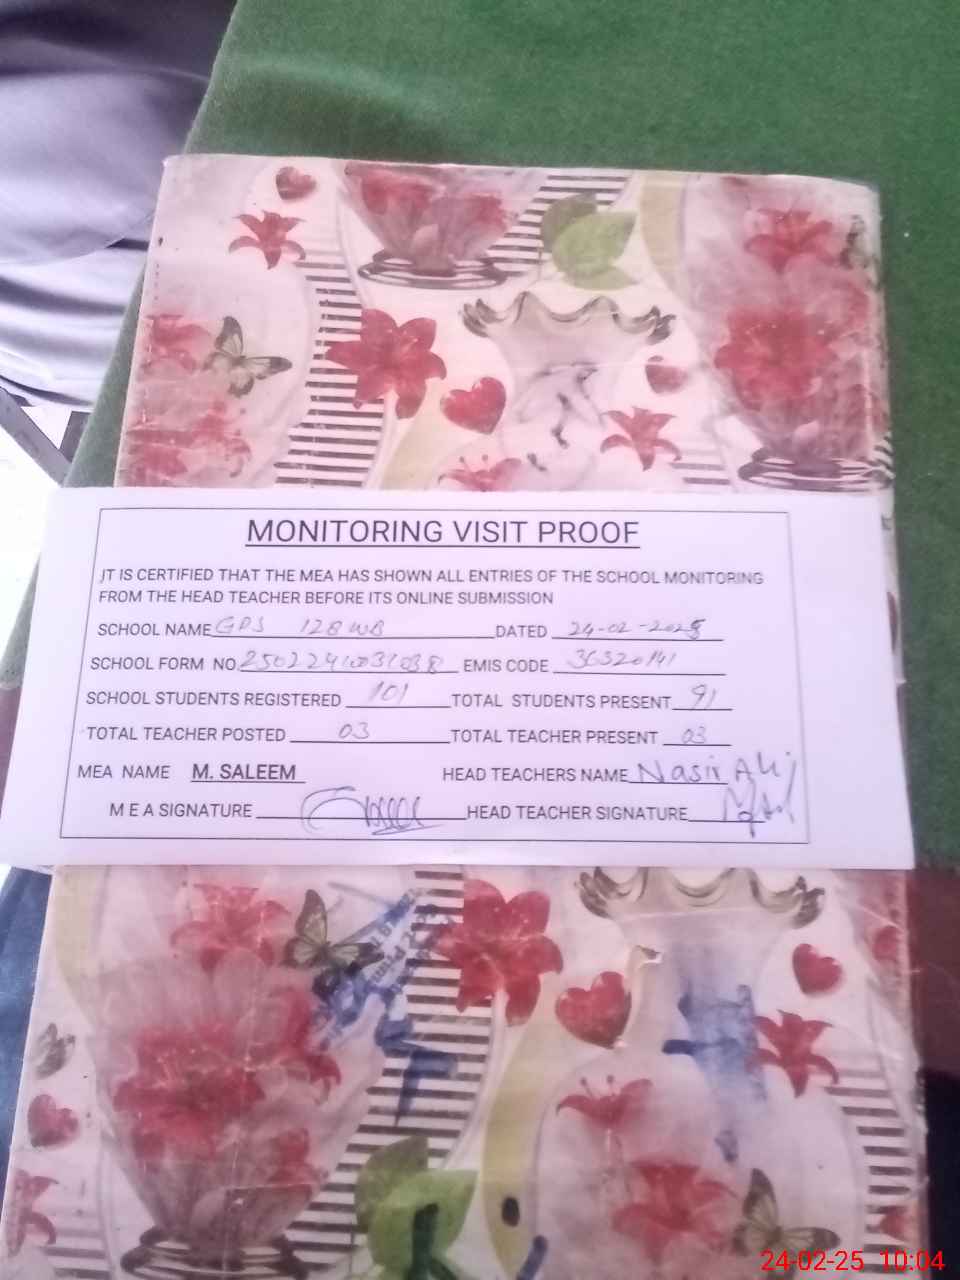 MONITORING VISIT PROOF
IT IS CERTIFIED THAT THE MEA HAS SHOWN ALL ENTRIES OF THE SCHOOL MONITORING
FROM THE HEAD TEACHER BEFORE ITS ONLINE SUBMISSION
SCHOOL NAME GPS 128 WB DATED 24-02-2025
SCHOOL FORM NO. EMIS CODE 36320141
SCHOOL STUDENTS REGISTERED 101 TOTAL STUDENTS PRESENT 91
TOTAL TEACHER POSTED 03 TOTAL TEACHER PRESENT 03
MEA NAME M. SALEEM HEAD TEACHERS NAME Nasir Ali
M E A SIGNATURE HEAD TEACHER SIGNATURE
24-02-25 10:04